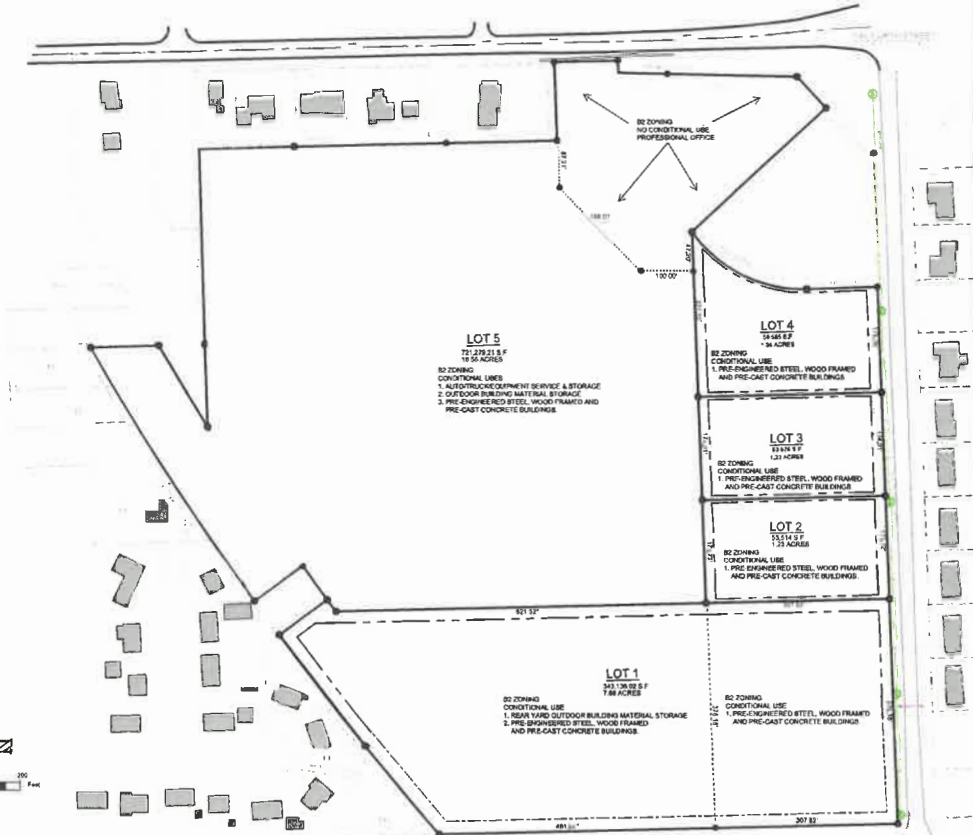 B2 ZONING
NO CONDITIONAL USE
PROFESSIONAL OFFICE
100.00'
LOT 5
721,279.21 S.F
16.56 ACRES
B2 ZONING
CONDITIONAL USES
1. AUTO/TRUCK/EQUIPMENT SERVICE & STORAGE
2. OUTDOOR BUILDING MATERIAL STORAGE
3. PRE-ENGINEERED STEEL, WOOD FRAMED AND
PRE-CAST CONCRETE BUILDINGS.
LOT 4
B2 ZONING
CONDITIONAL USE
1. PRE-ENGINEERED STEEL, WOOD FRAMED
AND PRE-CAST CONCRETE BUILDINGS
LOT 3
1.23 ACRES
B2 ZONING
CONDITIONAL USE
1. PRE-ENGINEERED STEEL, WOOD FRAMED
AND PRE-CAST CONCRETE BUILDINGS
LOT 2
53,514 S F
1.23 ACRES
B2 ZONING
CONDITIONAL USE
1. PRE-ENGINEERED STEEL, WOOD FRAMED
AND PRE-CAST CONCRETE BUILDINGS.
LOT 1
7.88 ACRES
B2 ZONING
CONDITIONAL USE
1. REAR YARD OUTDOOR BUILDING MATERIAL STORAGE
2. PRE-ENGINEERED STEEL, WOOD FRAMED
AND PRE-CAST CONCRETE BUILDINGS.
B2 ZONING
CONDITIONAL USE
1. PRE-ENGINEERED STEEL, WOOD FRAMED
AND PRE-CAST CONCRETE BUILDINGS.
200
Feet